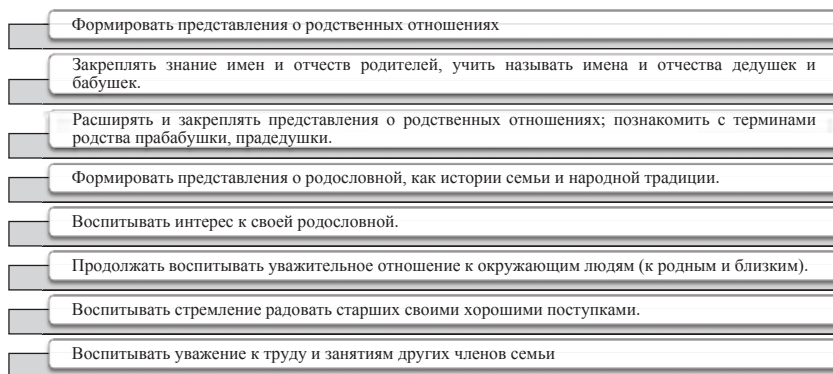 Формировать представления о родственных отношениях
Закреплять знание имен и отчеств родителей, учить называть имена и отчества дедушек и
бабушек.
Расширять и закреплять представления о родственных отношениях; познакомить с терминами
родства прабабушки, прадедушки.
Формировать представления о родословной, как истории семьи и народной традиции.
Воспитывать интерес к своей родословной.
Продолжать воспитывать уважительное отношение к окружающим людям (к родным и близким).
Воспитывать стремление радовать старших своими хорошими поступками.
Воспитывать уважение к труду и занятиям других членов семьи